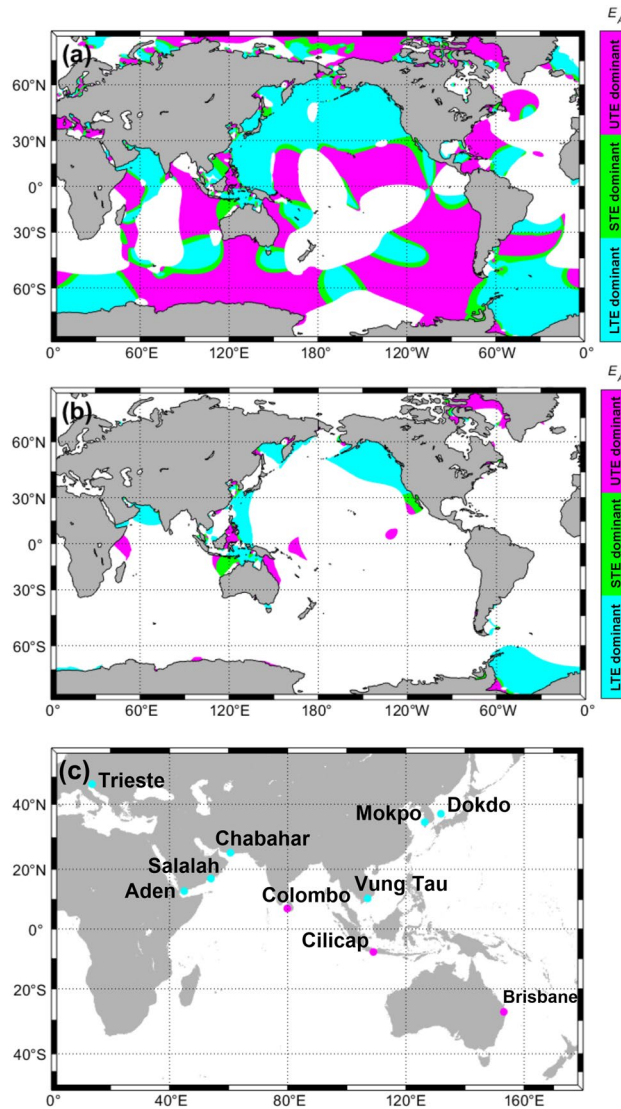 E_A
(a)
60°N
30°N
0°
30°S
60°S
0°
60°E
120°E
180°
120°W
60°W
0°
UTE dominant
STE dominant
LTE dominant
E_A
(b)
60°N
30°N
0°
30°S
60°S
0°
60°E
120°E
180°
120°W
60°W
0°
UTE dominant
STE dominant
LTE dominant
(c)
Trieste
Mokpo
Dokdo
Chabahar
Salalah
Aden
Colombo
Vung Tau
Cilicap
Brisbane
40°N
20°N
0°
20°S
40°S
0°
40°E
80°E
120°E
160°E